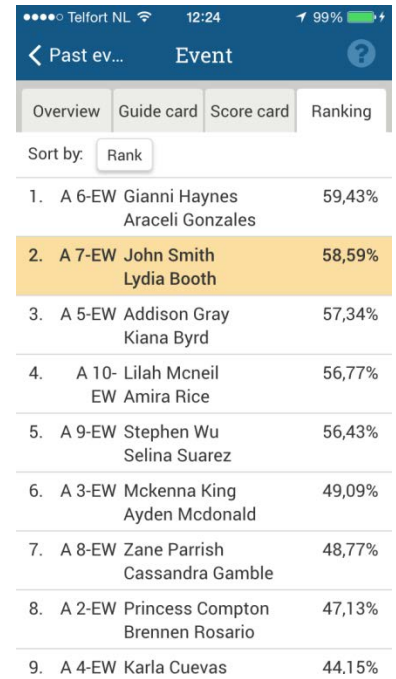 Telfort NL 12:24 99%
Past ev... Event ?
Overview Guide card Score card Ranking
Sort by: Rank
1. A 6-EW Gianni Haynes 59,43%
Araceli Gonzales
2. A 7-EW John Smith 58,59%
Lydia Booth
3. A 5-EW Addison Gray 57,34%
Kiana Byrd
4. A 10- Lilah Mcneil 56,77%
EW Amira Rice
5. A 9-EW Stephen Wu 56,43%
Selina Suarez
6. A 3-EW Mckenna King 49,09%
Ayden Mcdonald
7. A 8-EW Zane Parrish 48,77%
Cassandra Gamble
8. A 2-EW Princess Compton 47,13%
Brennen Rosario
9. A 4-EW Karla Cuevas 44,15%